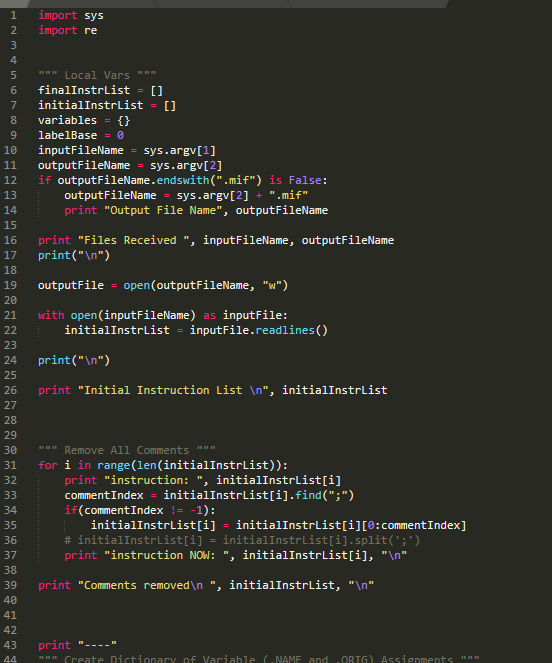 1 import sys
2 import re
3
4
5 """ Local Vars """
6 finalInstrList = []
7 initialInstrList = []
8 variables = {}
9 labelBase = 0
10 inputFileName = sys.argv[1]
11 outputFileName = sys.argv[2]
12 if outputFileName.endswith(".mif") is False:
13     outputFileName = sys.argv[2] + ".mif"
14     print "Output File Name", outputFileName
15
16 print "Files Received ", inputFileName, outputFileName
17 print("\n")
18
19 outputFile = open(outputFileName, "w")
20
21 with open(inputFileName) as inputFile:
22     initialInstrList = inputFile.readlines()
23
24 print("\n")
25
26 print "Initial Instruction List \n", initialInstrList
27
28
29
30 """ Remove All Comments """
31 for i in range(len(initialInstrList)):
32     print "instruction: ", initialInstrList[i]
33     commentIndex = initialInstrList[i].find(";")
34     if(commentIndex != -1):
35         initialInstrList[i] = initialInstrList[i][0:commentIndex]
36     # initialInstrList[i] = initialInstrList[i].split(';')
37     print "instruction NOW: ", initialInstrList[i], "\n"
38
39 print "Comments removed\n ", initialInstrList, "\n"
40
41
42
43 print "----"
44 """ Create Dictionary of Variable (.NAME and .ORIG) Assignments """